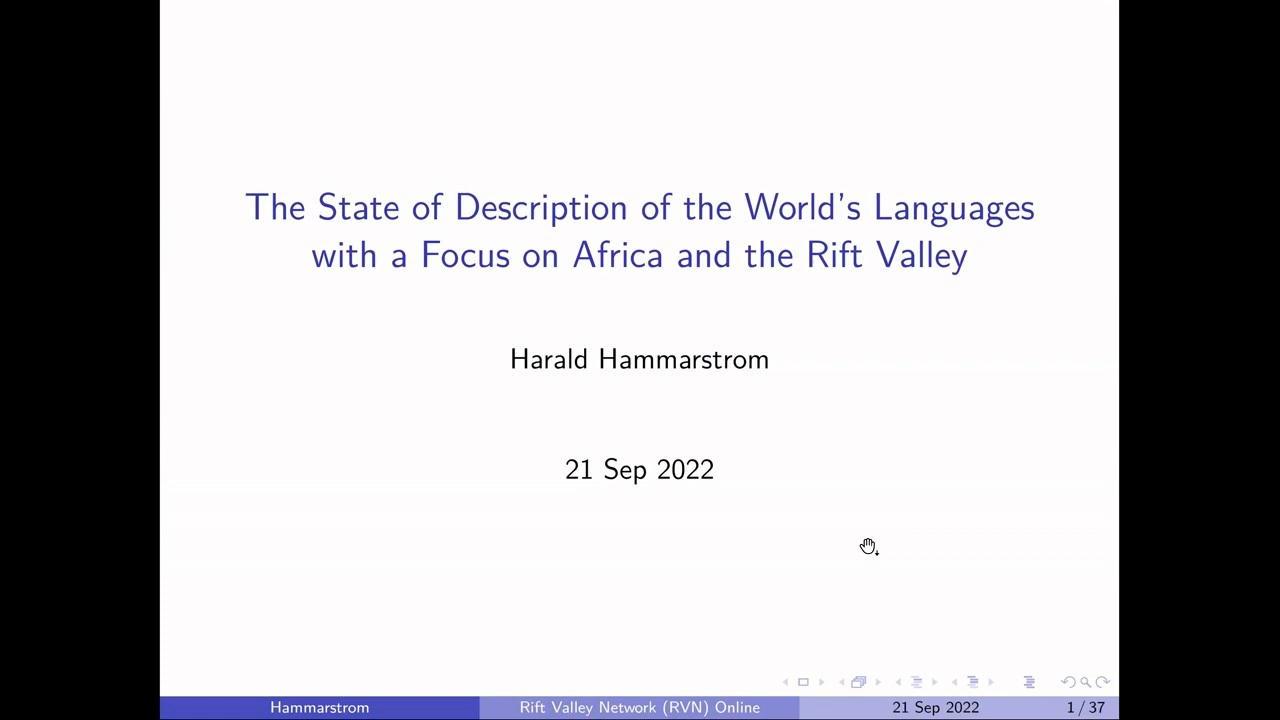 The State of Description of the World's Languages
with a Focus on Africa and the Rift Valley
Harald Hammarstrom
21 Sep 2022
Hammarstrom
Rift Valley Network (RVN) Online
21 Sep 2022
1 / 37